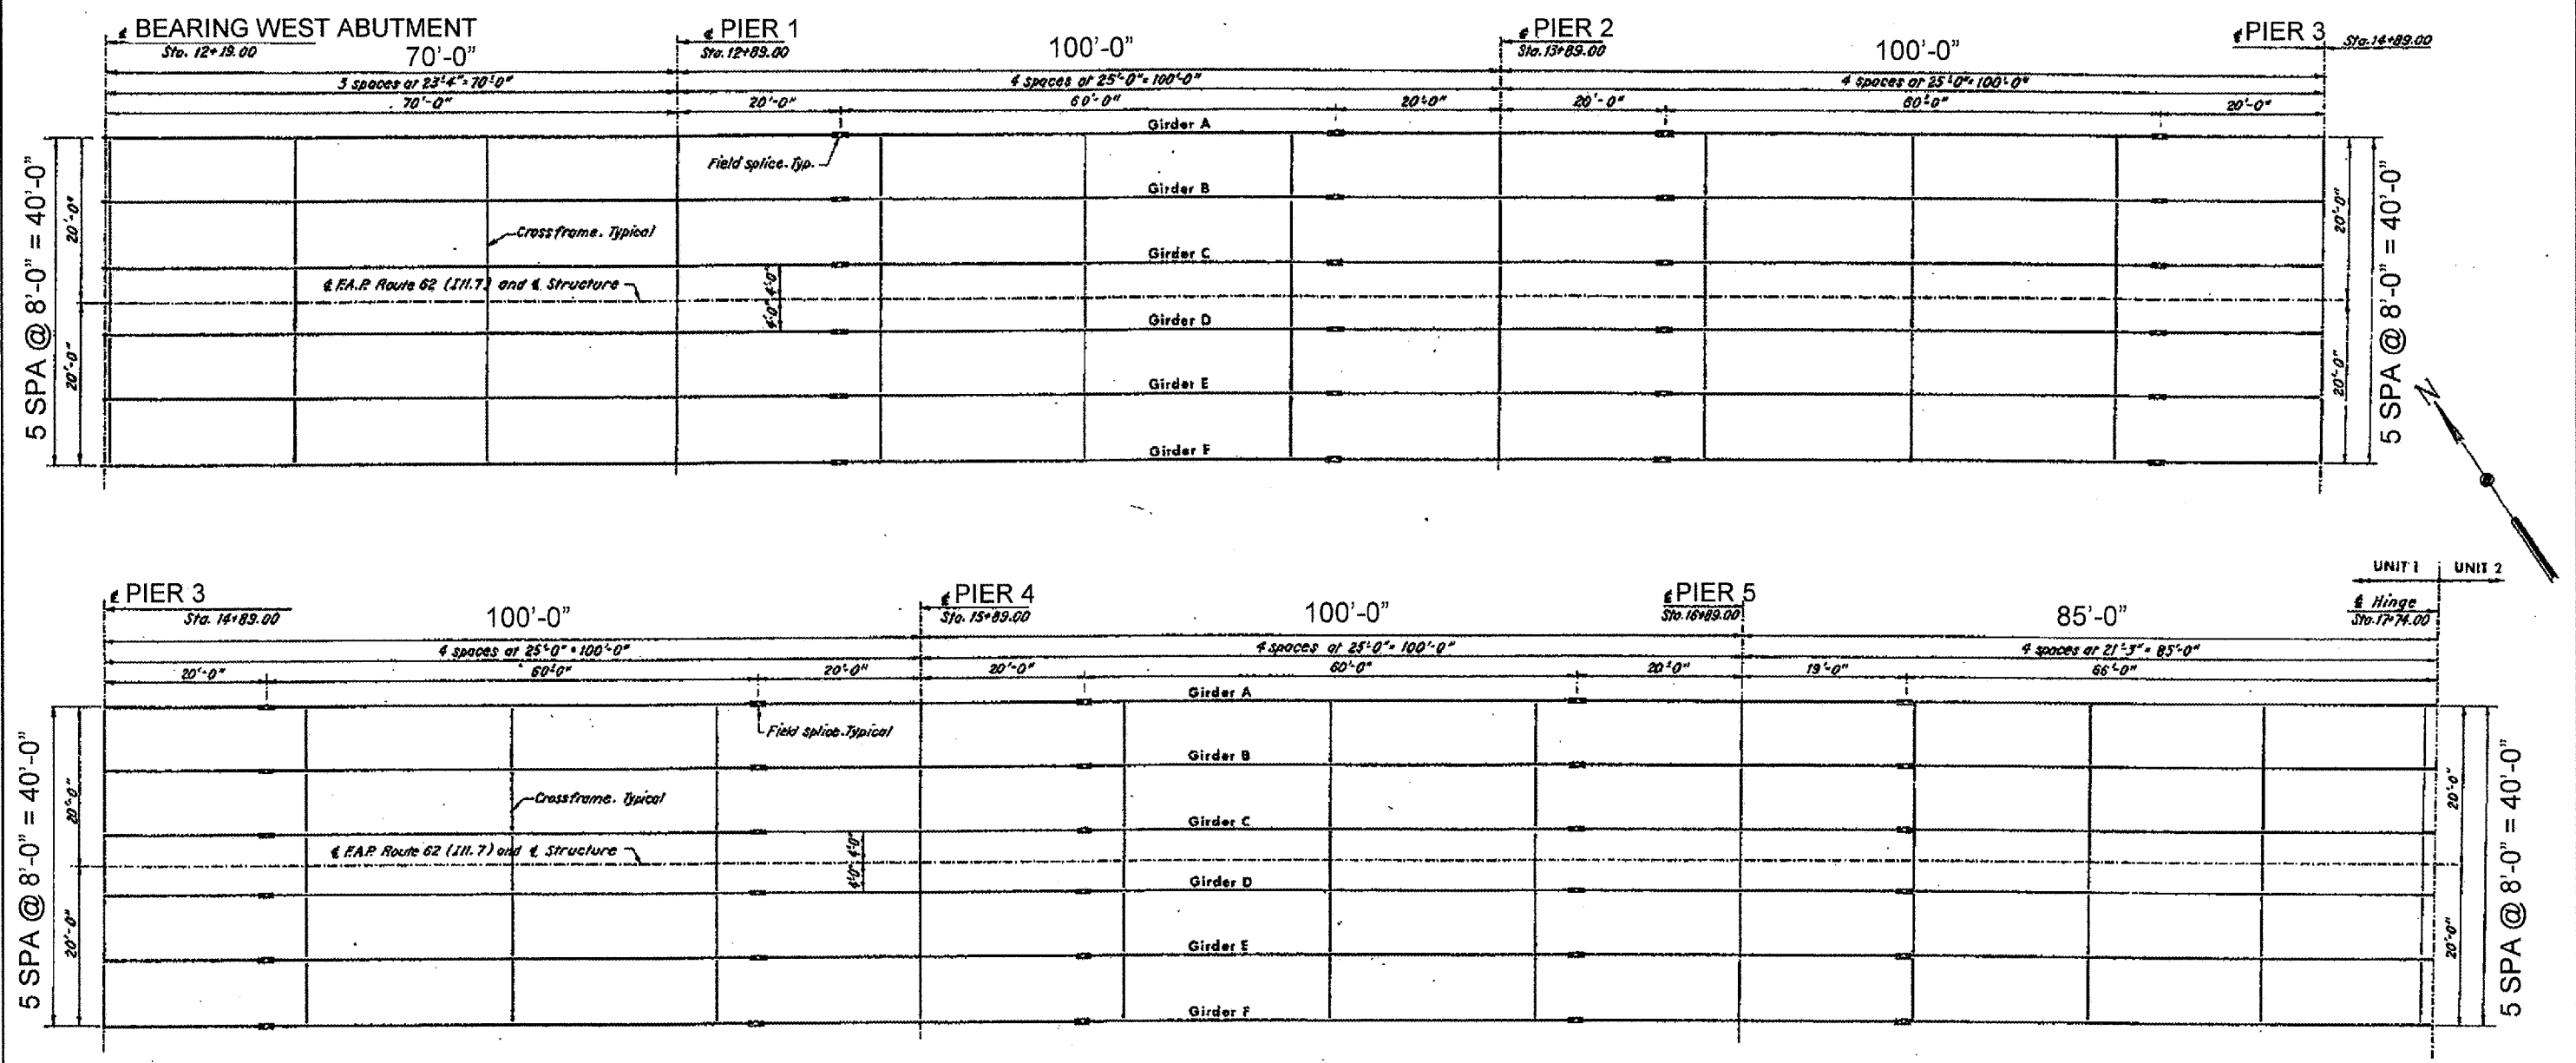 ℄ BEARING WEST ABUTMENT
Sta. 12+19.00
℄ PIER 1
Sta. 12+89.00
℄ PIER 2
Sta. 13+89.00
℄ PIER 3
Sta. 14+89.00
70'-0"
100'-0"
100'-0"
3 spaces at 23'-4" = 70'-0"
4 spaces at 25'-0" = 100'-0"
4 spaces at 25'-0" = 100'-0"
70'-0"
20'-0"
60'-0"
20'-0"
20'-0"
60'-0"
20'-0"
Girder A
Field splice. Typ.
Girder B
Cross frame. Typical
Girder C
℄ F.A.P. Route 62 (Ill. 7) and ℄ Structure
4'-0"
4'-0"
Girder D
Girder E
Girder F
5 SPA @ 8'-0" = 40'-0"
20'-0"
20'-0"
20'-0"
20'-0"
5 SPA @ 8'-0" = 40'-0"
N
UNIT 1
UNIT 2
℄ PIER 3
Sta. 14+89.00
℄ PIER 4
Sta. 15+89.00
℄ PIER 5
Sta. 16+89.00
℄ Hinge
Sta. 17+74.00
100'-0"
100'-0"
85'-0"
4 spaces at 25'-0" = 100'-0"
4 spaces at 25'-0" = 100'-0"
4 spaces at 21'-3" = 85'-0"
20'-0"
60'-0"
20'-0"
20'-0"
60'-0"
20'-0"
19'-0"
66'-0"
Girder A
Field splice. Typical
Girder B
Cross frame. Typical
Girder C
℄ F.A.P. Route 62 (Ill. 7) and ℄ Structure
4'-0"
4'-0"
Girder D
Girder E
Girder F
5 SPA @ 8'-0" = 40'-0"
20'-0"
20'-0"
20'-0"
20'-0"
5 SPA @ 8'-0" = 40'-0"